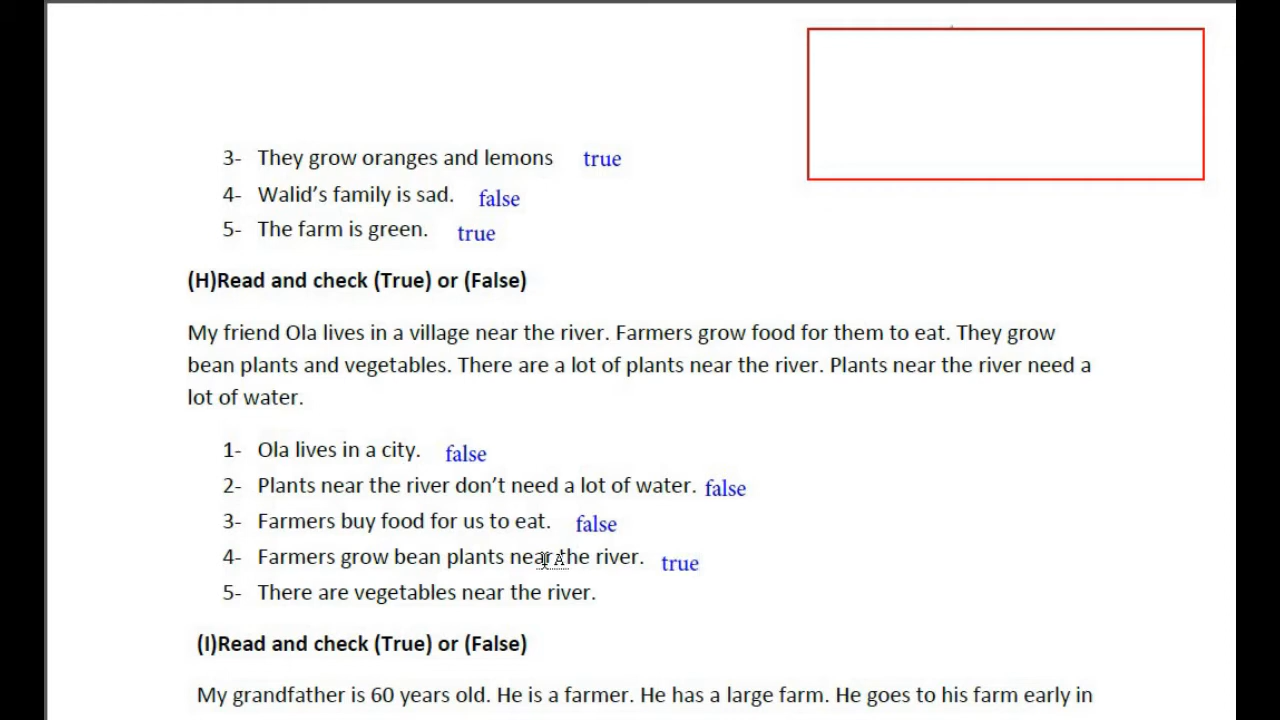 3- They grow oranges and lemons true
4- Walid’s family is sad. false
5- The farm is green. true
(H)Read and check (True) or (False)
My friend Ola lives in a village near the river. Farmers grow food for them to eat. They grow
bean plants and vegetables. There are a lot of plants near the river. Plants near the river need a
lot of water.
1- Ola lives in a city. false
2- Plants near the river don’t need a lot of water. false
3- Farmers buy food for us to eat. false
4- Farmers grow bean plants near the river. true
5- There are vegetables near the river.
(I)Read and check (True) or (False)
My grandfather is 60 years old. He is a farmer. He has a large farm. He goes to his farm early in